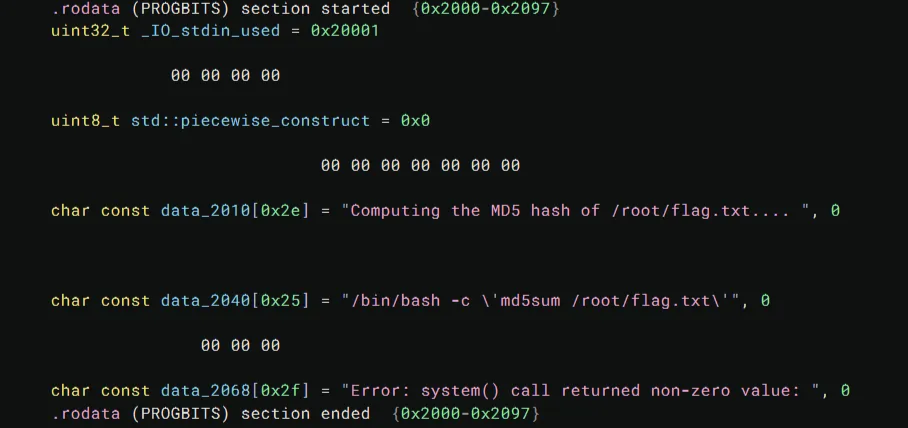 .rodata (PROGBITS) section started {0x2000-0x2097}
uint32_t _IO_stdin_used = 0x20001
00 00 00 00
uint8_t std::piecewise_construct = 0x0
00 00 00 00 00 00 00
char const data_2010[0x2e] = "Computing the MD5 hash of /root/flag.txt.... ", 0
char const data_2040[0x25] = "/bin/bash -c \'md5sum /root/flag.txt\'", 0
00 00 00
char const data_2068[0x2f] = "Error: system() call returned non-zero value: ", 0
.rodata (PROGBITS) section ended {0x2000-0x2097}